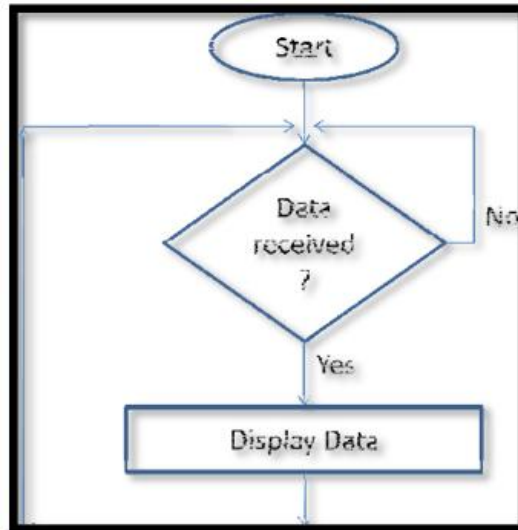 Start
Data
received
?
No
Yes
Display Data